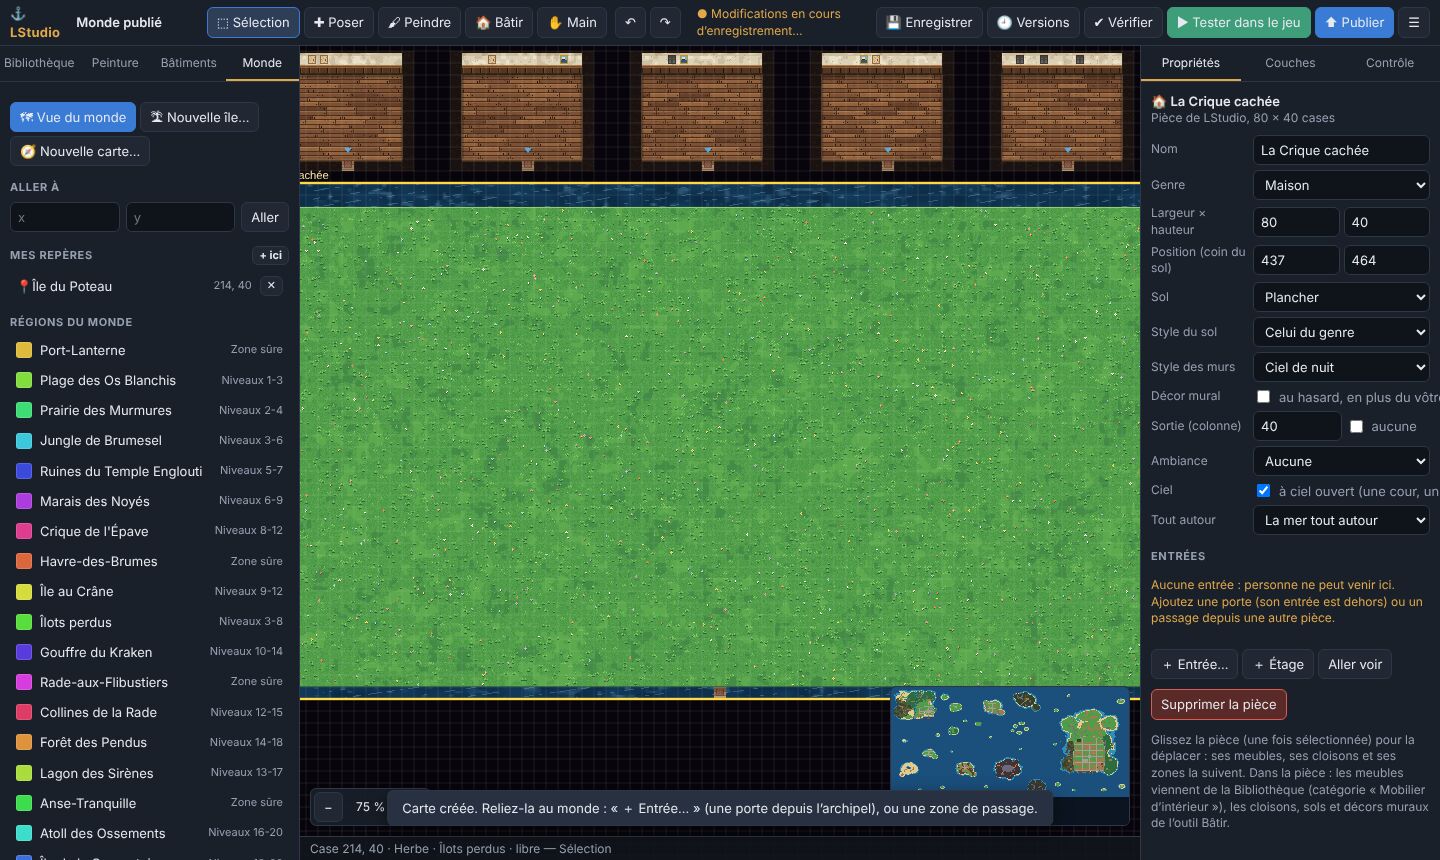 ⚓ LStudio
Monde publié
Sélection
Poser
Peindre
Bâtir
Main
● Modifications en cours
d'enregistrement...
Enregistrer
Versions
✔ Vérifier
▶ Tester dans le jeu
Publier
Bibliothèque
Peinture
Bâtiments
Monde
Vue du monde
Nouvelle île...
Nouvelle carte...
ALLER À
x
y
Aller
MES REPÈRES
+ ici
Île du Poteau
214, 40
✕
RÉGIONS DU MONDE
Port-Lanterne
Zone sûre
Plage des Os Blanchis
Niveaux 1-3
Prairie des Murmures
Niveaux 2-4
Jungle de Brumesel
Niveaux 3-6
Ruines du Temple Englouti
Niveaux 5-7
Marais des Noyés
Niveaux 6-9
Crique de l'Épave
Niveaux 8-12
Havre-des-Brumes
Zone sûre
Île au Crâne
Niveaux 9-12
Îlots perdus
Niveaux 3-8
Gouffre du Kraken
Niveaux 10-14
Rade-aux-Flibustiers
Zone sûre
Collines de la Rade
Niveaux 12-15
Forêt des Pendus
Niveaux 14-18
Lagon des Sirènes
Niveaux 13-17
Anse-Tranquille
Zone sûre
Atoll des Ossements
Niveaux 16-20
achée
− 75 %
Carte créée. Reliez-la au monde : « + Entrée... » (une porte depuis l'archipel), ou une zone de passage.
Case 214, 40 · Herbe · Îlots perdus · libre — Sélection
Propriétés
Couches
Contrôle
La Crique cachée
Pièce de LStudio, 80 × 40 cases
Nom
La Crique cachée
Genre
Maison
Largeur ×
hauteur
80
40
Position (coin du
sol)
437
464
Sol
Plancher
Style du sol
Celui du genre
Style des murs
Ciel de nuit
Décor mural
au hasard, en plus du vôtre
Sortie (colonne)
40
aucune
Ambiance
Aucune
Ciel
à ciel ouvert (une cour, un
Tout autour
La mer tout autour
ENTRÉES
Aucune entrée : personne ne peut venir ici.
Ajoutez une porte (son entrée est dehors) ou un
passage depuis une autre pièce.
+ Entrée...
+ Étage
Aller voir
Supprimer la pièce
Glissez la pièce (une fois sélectionnée) pour la
déplacer : ses meubles, ses cloisons et ses
zones la suivent. Dans la pièce : les meubles
viennent de la Bibliothèque (catégorie « Mobilier
d'intérieur »), les cloisons, sols et décors muraux
de l'outil Bâtir.